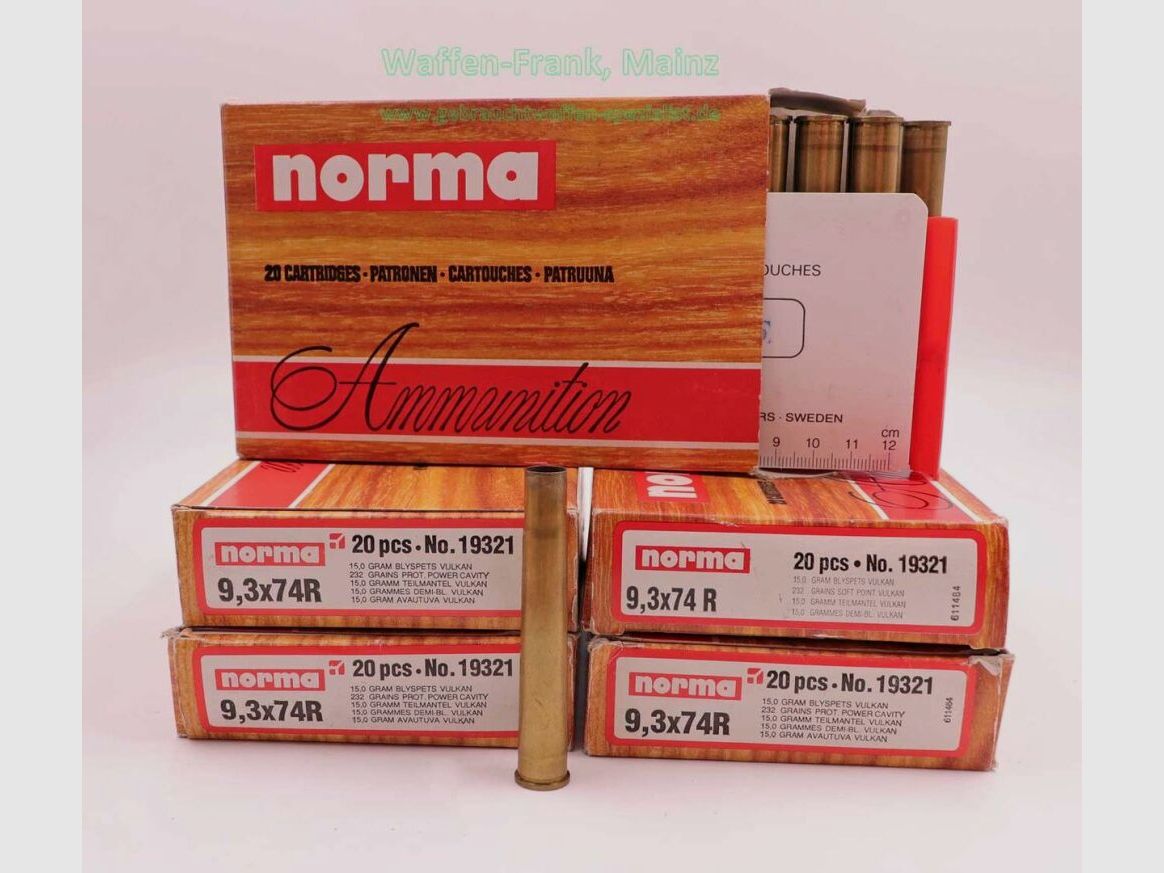 Waffen-Frank, Mainz
www.gebrauchtwaffen-spezialist.de
norma
20 CARTRIDGES · PATRONEN · CARTOUCHES · PATRUUNA
Ammunition
OUCHES
RS · SWEDEN
cm
9 10 11 12
no
norma
20 pcs • No. 19321
9,3x74R
15,0 GRAM BLYSPETS VULKAN
232 GRAINS PROT. POWER CAVITY
15,0 GRAMM TEILMANTEL VULKAN
15,0 GRAMMES DEMI-BL. VULKAN
15,0 GRAM AVAUTUVA VULKAN
norma
20 pcs • No. 19321
9,3x74 R
15,0 GRAM BLYSPETS VULKAN
232 GRAINS SOFT POINT VULKAN
15,0 GRAMM TEILMANTEL VULKAN
15,0 GRAMMES DEMI-BL. VULKAN
611484
norma
20 pcs • No. 19321
9,3x74R
15,0 GRAM BLYSPETS VULKAN
232 GRAINS PROT. POWER CAVITY
15,0 GRAMM TEILMANTEL VULKAN
15,0 GRAMMES DEMI-BL. VULKAN
15,0 GRAM AVAUTUVA VULKAN
norma
20 pcs • No. 19321
9,3x74R
15,0 GRAM BLYSPETS VULKAN
232 GRAINS PROT. POWER CAVITY
15,0 GRAMM TEILMANTEL VULKAN
15,0 GRAMMES DEMI-BL. VULKAN
15,0 GRAM AVAUTUVA VULKAN
611464